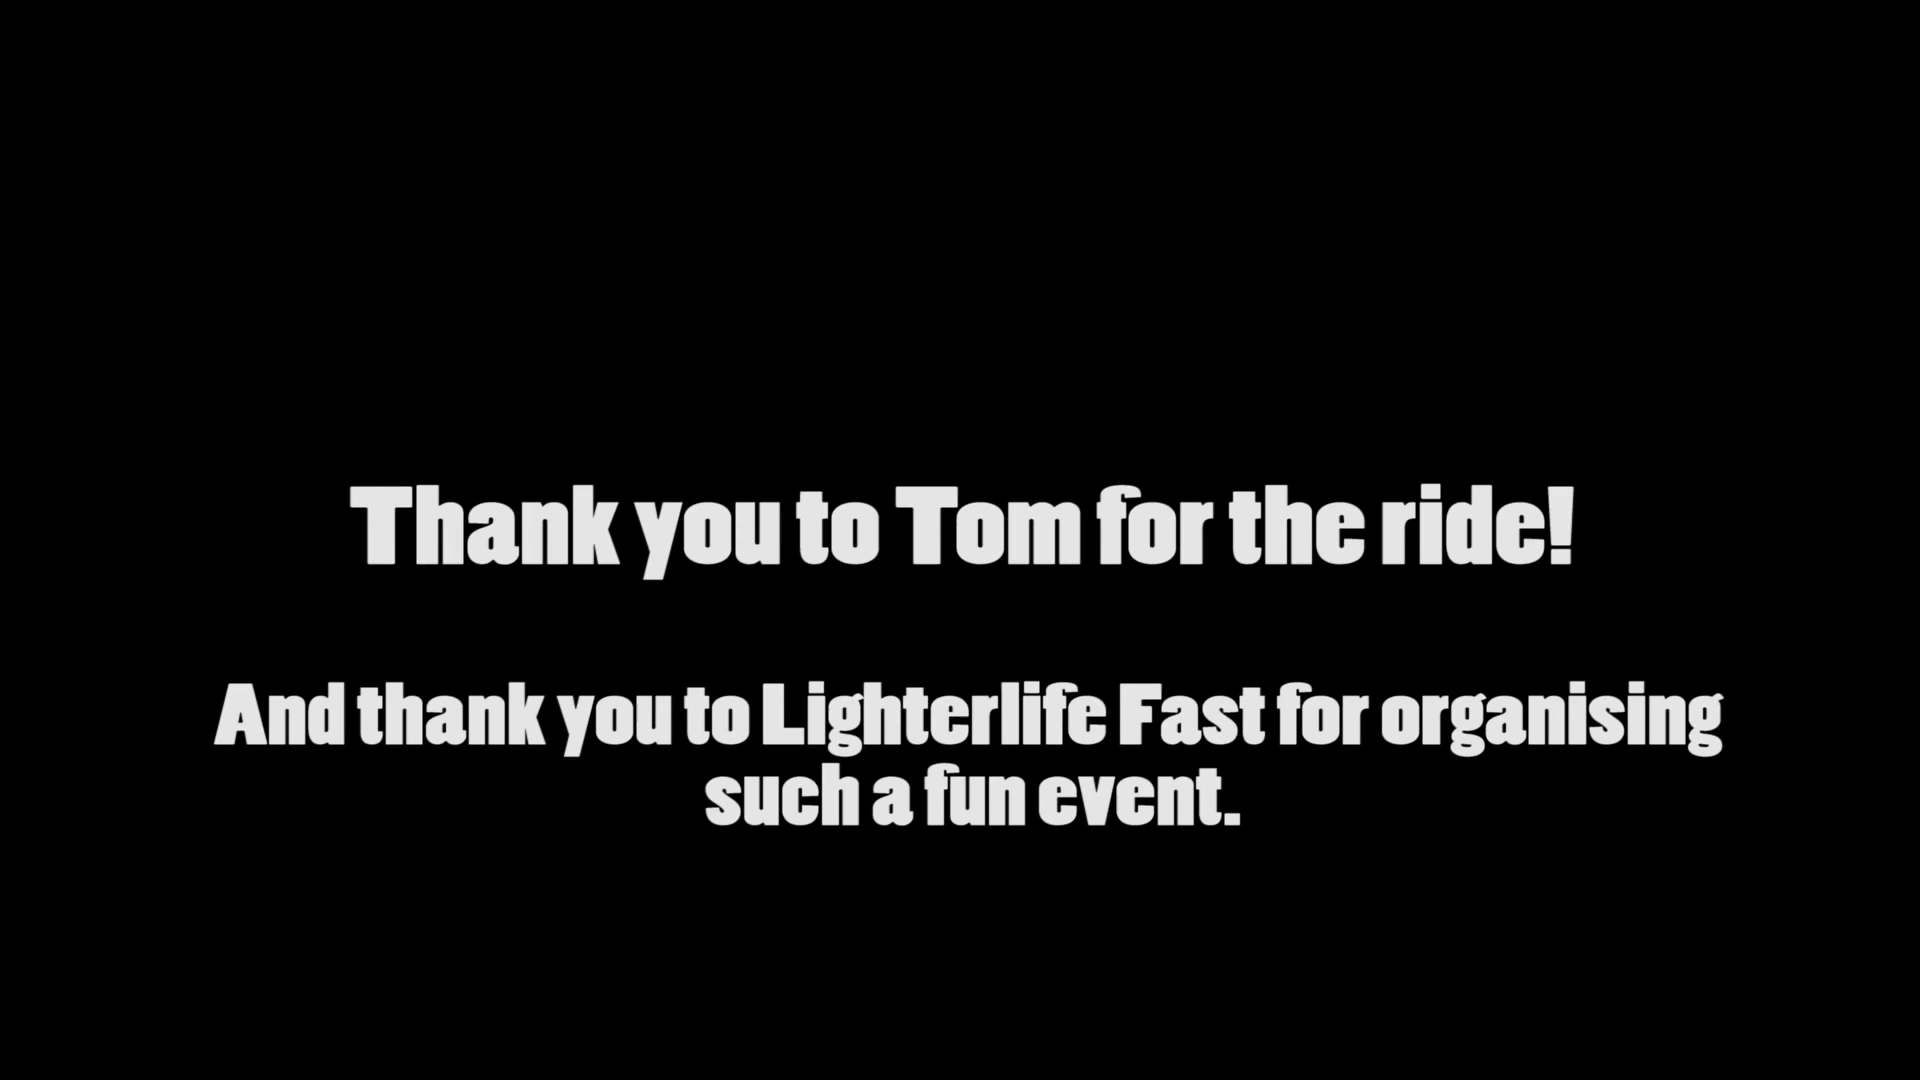 Thank you to Tom for the ride!
And thank you to Lighterlife Fast for organising
such a fun event.